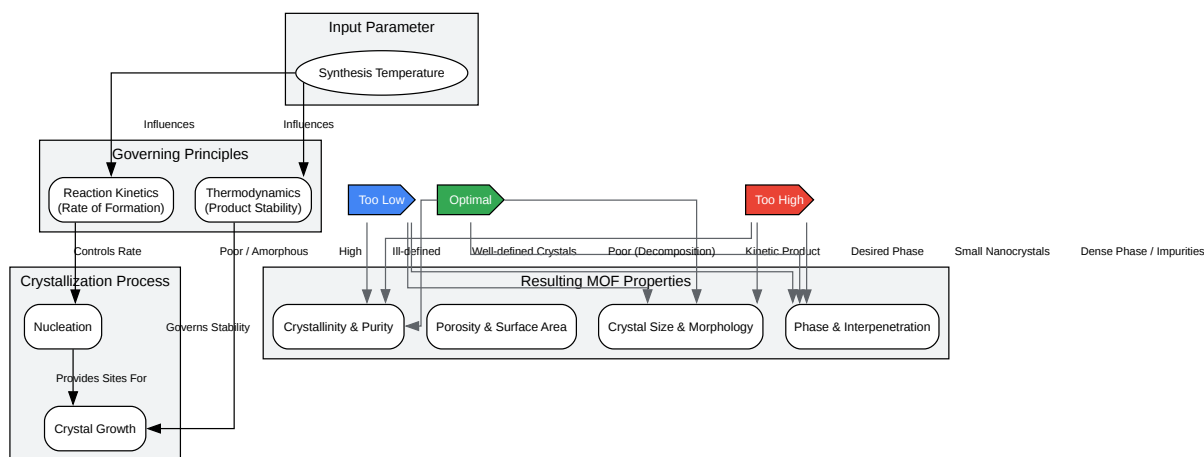 Input Parameter
Synthesis Temperature
Influences
Influences
Governing Principles
Reaction Kinetics
(Rate of Formation)
Thermodynamics
(Product Stability)
Too Low
Optimal
Too High
Controls Rate
Poor / Amorphous
High
Ill-defined
Well-defined Crystals
Poor (Decomposition)
Kinetic Product
Desired Phase
Small Nanocrystals
Dense Phase / Impurities
Crystallization Process
Resulting MOF Properties
Nucleation
Governs Stability
Crystallinity & Purity
Porosity & Surface Area
Crystal Size & Morphology
Phase & Interpenetration
Provides Sites For
Crystal Growth